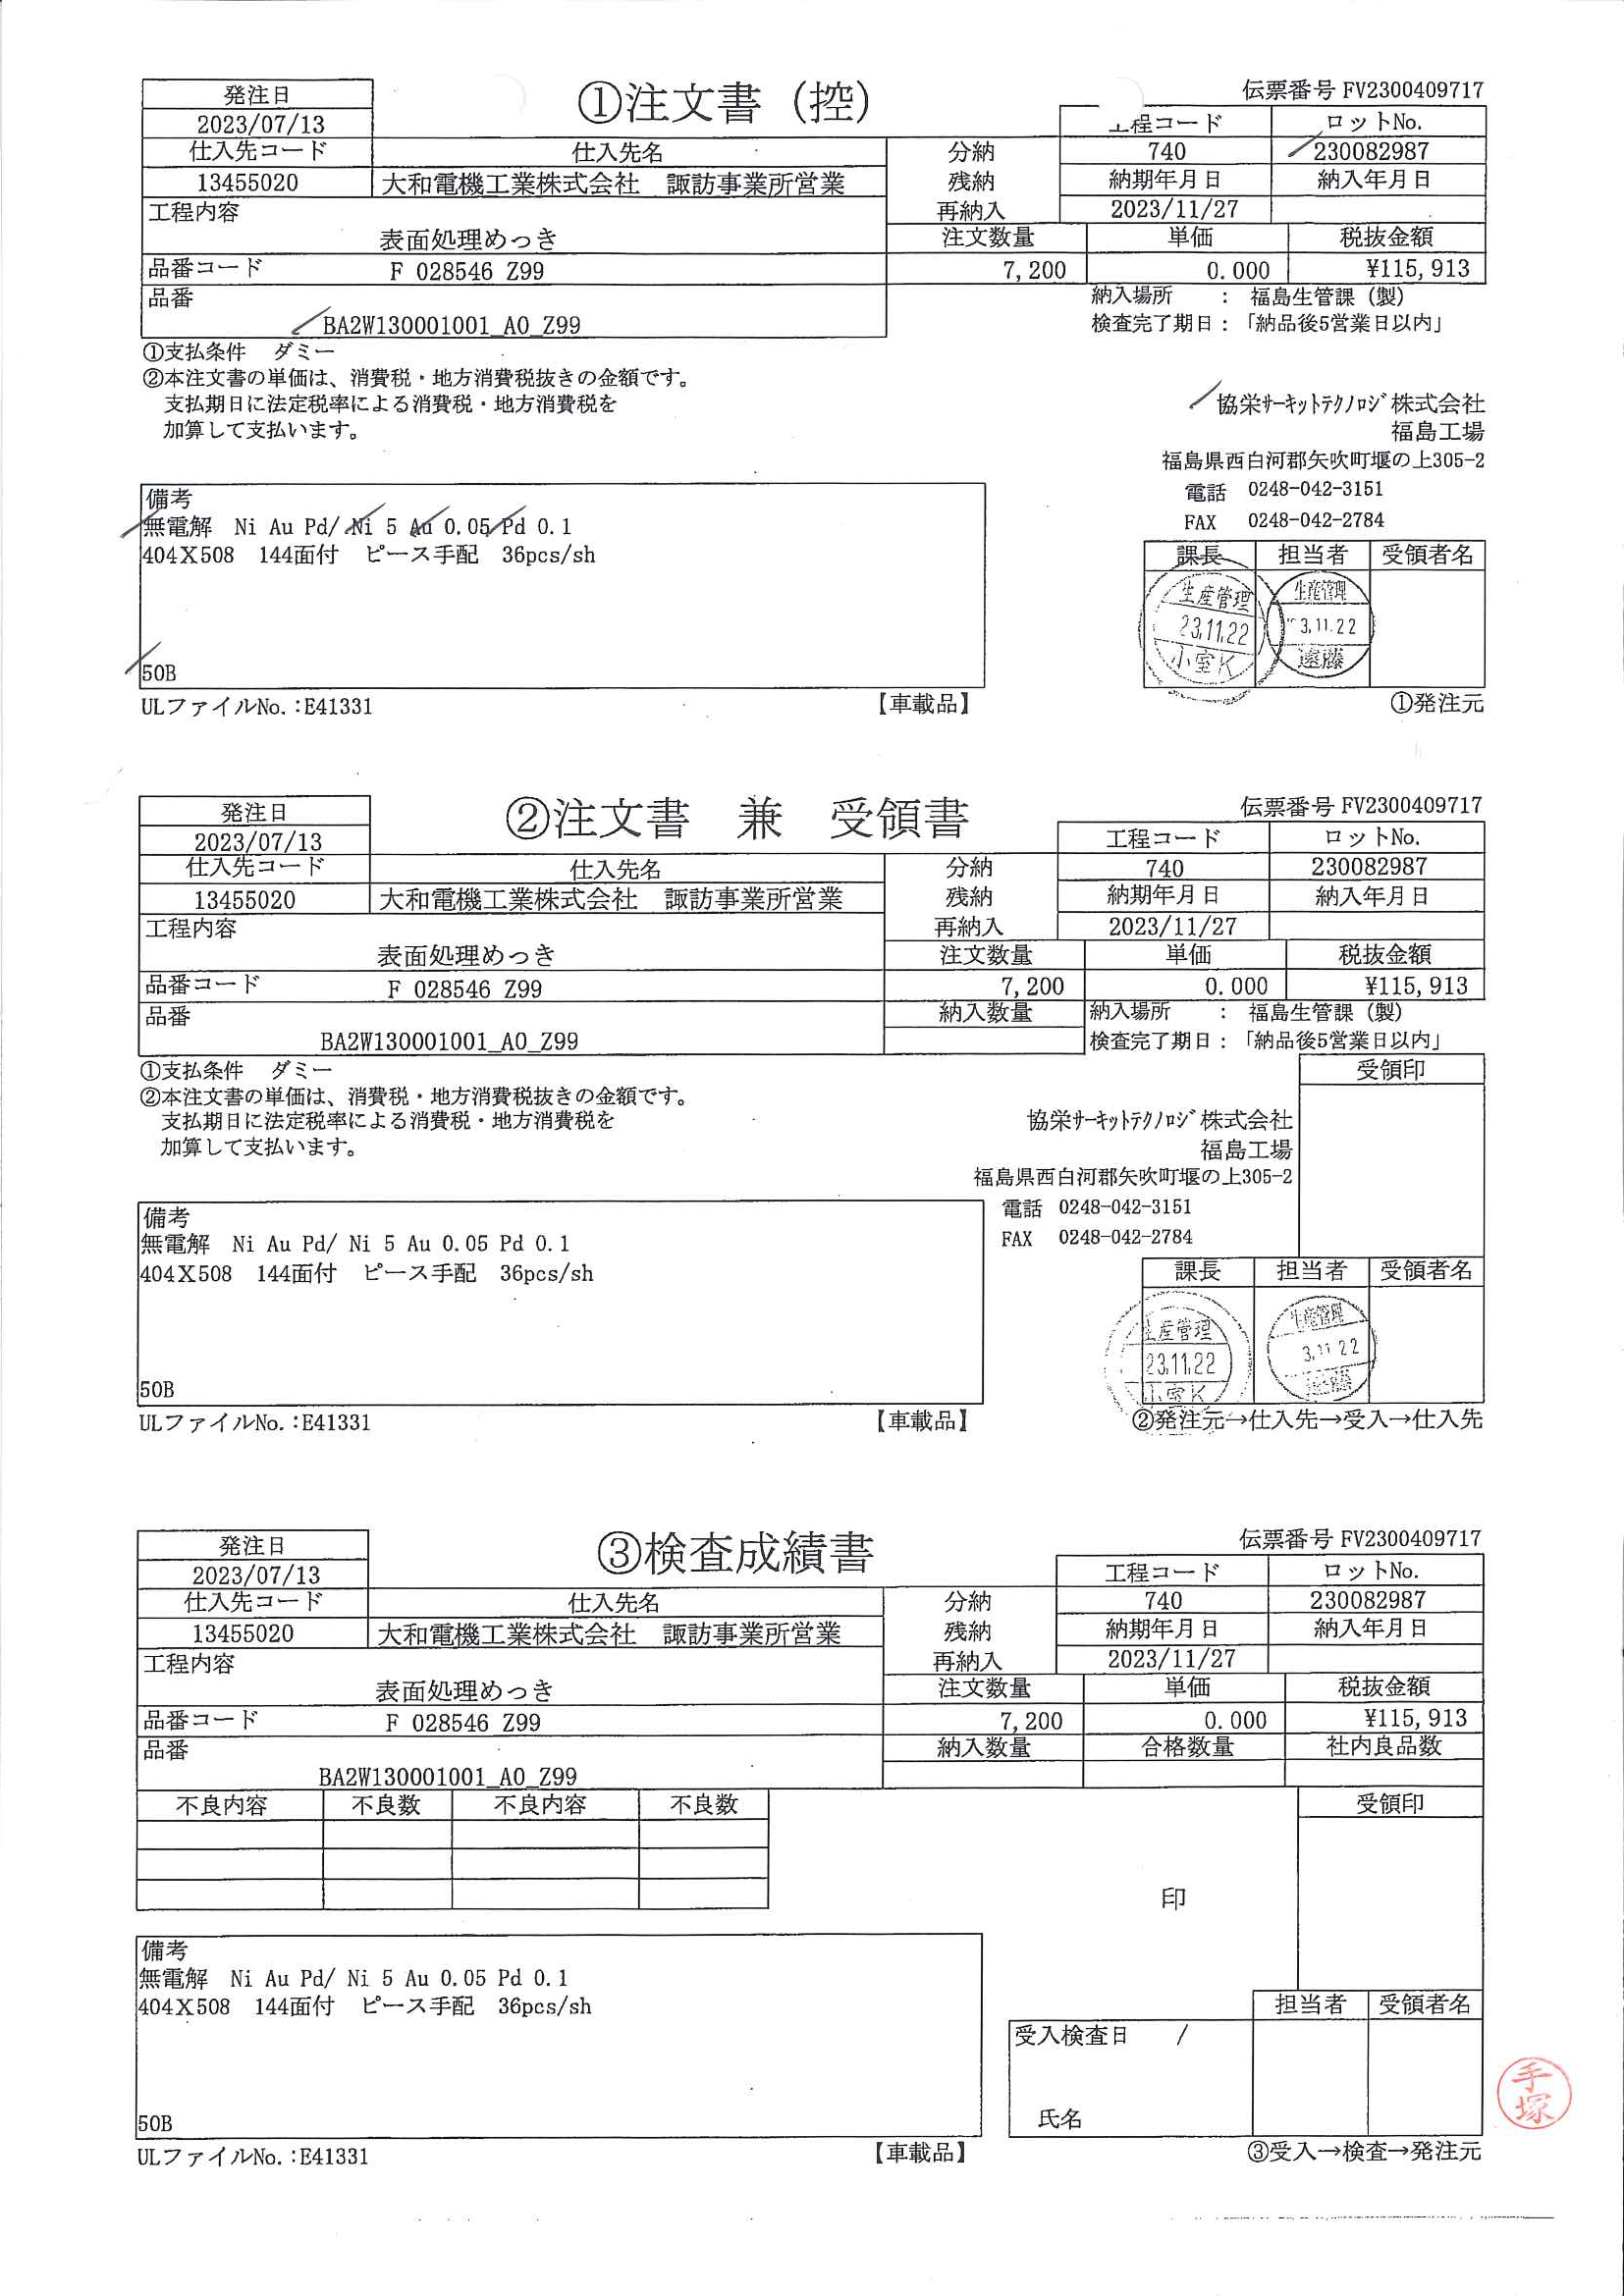 発注日
2023/07/13
①注文書（控）
伝票番号 FV2300409717
工程コード ロットNo.
仕入先コード 仕入先名 分納 740 230082987
13455020 大和電機工業株式会社　諏訪事業所営業 残納 納期年月日 納入年月日
工程内容 再納入 2023/11/27
表面処理めっき 注文数量 単価 税抜金額
品番コード F 028546 Z99 7,200 0.000 ¥115,913
品番 納入場所　：　福島生管課（製）
BA2W130001001_A0_Z99 検査完了期日：「納品後5営業日以内」
①支払条件　ダミー
②本注文書の単価は、消費税・地方消費税抜きの金額です。
支払期日に法定税率による消費税・地方消費税を
加算して支払います。
協栄ｻｰｷｯﾄﾃｸﾉﾛｼﾞ株式会社
福島工場
福島県西白河郡矢吹町堰の上305-2
電話　0248-042-3151
FAX　0248-042-2784
備考
無電解　Ni Au Pd/ Ni 5 Au 0.05 Pd 0.1
404X508　144面付　ピース手配　36pcs/sh
50B
課長 担当者 受領者名
生産管理 生産管理
23.11.22 3.11.22
小室K 遠藤
ULファイルNo.:E41331 【車載品】 ①発注元
発注日
2023/07/13
②注文書　兼　受領書
伝票番号 FV2300409717
工程コード ロットNo.
仕入先コード 仕入先名 分納 740 230082987
13455020 大和電機工業株式会社　諏訪事業所営業 残納 納期年月日 納入年月日
工程内容 再納入 2023/11/27
表面処理めっき 注文数量 単価 税抜金額
品番コード F 028546 Z99 7,200 0.000 ¥115,913
品番 納入数量 納入場所　：　福島生管課（製）
BA2W130001001_A0_Z99 検査完了期日：「納品後5営業日以内」
①支払条件　ダミー 受領印
②本注文書の単価は、消費税・地方消費税抜きの金額です。
支払期日に法定税率による消費税・地方消費税を
加算して支払います。
協栄ｻｰｷｯﾄﾃｸﾉﾛｼﾞ株式会社
福島工場
福島県西白河郡矢吹町堰の上305-2
電話　0248-042-3151
FAX　0248-042-2784
備考
無電解　Ni Au Pd/ Ni 5 Au 0.05 Pd 0.1
404X508　144面付　ピース手配　36pcs/sh
50B
課長 担当者 受領者名
生産管理 生産管理
23.11.22 3.11 22
小室K
ULファイルNo.:E41331 【車載品】 ②発注元→仕入先→受入→仕入先
発注日
2023/07/13
③検査成績書
伝票番号 FV2300409717
工程コード ロットNo.
仕入先コード 仕入先名 分納 740 230082987
13455020 大和電機工業株式会社　諏訪事業所営業 残納 納期年月日 納入年月日
工程内容 再納入 2023/11/27
表面処理めっき 注文数量 単価 税抜金額
品番コード F 028546 Z99 7,200 0.000 ¥115,913
品番 納入数量 合格数量 社内良品数
BA2W130001001_A0_Z99
不良内容 不良数 不良内容 不良数 受領印
印
備考
無電解　Ni Au Pd/ Ni 5 Au 0.05 Pd 0.1
404X508　144面付　ピース手配　36pcs/sh
50B
担当者 受領者名
受入検査日　/
氏名
手塚
ULファイルNo.:E41331 【車載品】 ③受入→検査→発注元